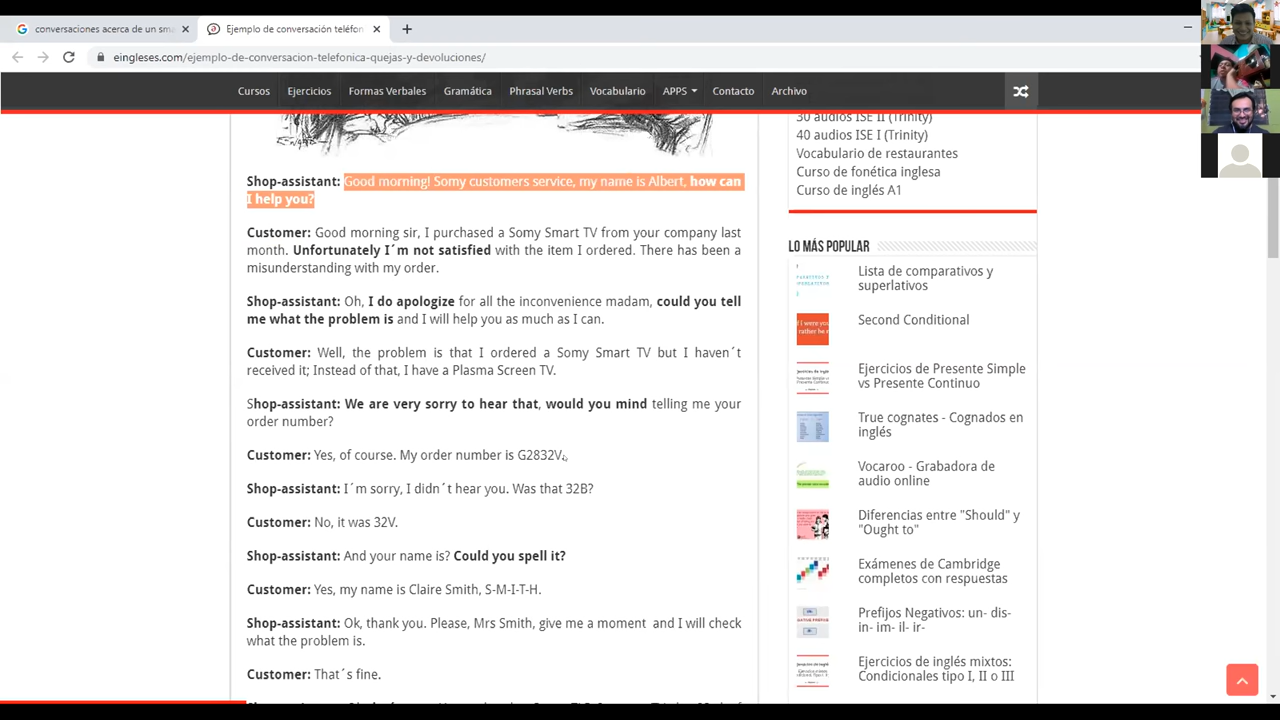 conversaciones acerca de un sma
Ejemplo de conversación teléfon
eingleses.com/ejemplo-de-conversacion-telefonica-quejas-y-devoluciones/
Cursos Ejercicios Formas Verbales Gramática Phrasal Verbs Vocabulario APPS Contacto Archivo
Shop-assistant: Good morning! Somy customers service, my name is Albert, how can
I help you?
Customer: Good morning sir, I purchased a Somy Smart TV from your company last
month. Unfortunately I´m not satisfied with the item I ordered. There has been a
misunderstanding with my order.
Shop-assistant: Oh, I do apologize for all the inconvenience madam, could you tell
me what the problem is and I will help you as much as I can.
Customer: Well, the problem is that I ordered a Somy Smart TV but I haven´t
received it; Instead of that, I have a Plasma Screen TV.
Shop-assistant: We are very sorry to hear that, would you mind telling me your
order number?
Customer: Yes, of course. My order number is G2832V.
Shop-assistant: I´m sorry, I didn´t hear you. Was that 32B?
Customer: No, it was 32V.
Shop-assistant: And your name is? Could you spell it?
Customer: Yes, my name is Claire Smith, S-M-I-T-H.
Shop-assistant: Ok, thank you. Please, Mrs Smith, give me a moment and I will check
what the problem is.
Customer: That´s fine.
30 audios ISE II (Trinity)
40 audios ISE I (Trinity)
Vocabulario de restaurantes
Curso de fonética inglesa
Curso de inglés A1
LO MÁS POPULAR
Lista de comparativos y
superlativos
Second Conditional
Ejercicios de Presente Simple
vs Presente Continuo
True cognates - Cognados en
inglés
Vocaroo - Grabadora de
audio online
Diferencias entre "Should" y
"Ought to"
Exámenes de Cambridge
completos con respuestas
Prefijos Negativos: un- dis-
in- im- il- ir-
Ejercicios de inglés mixtos:
Condicionales tipo I, II o III